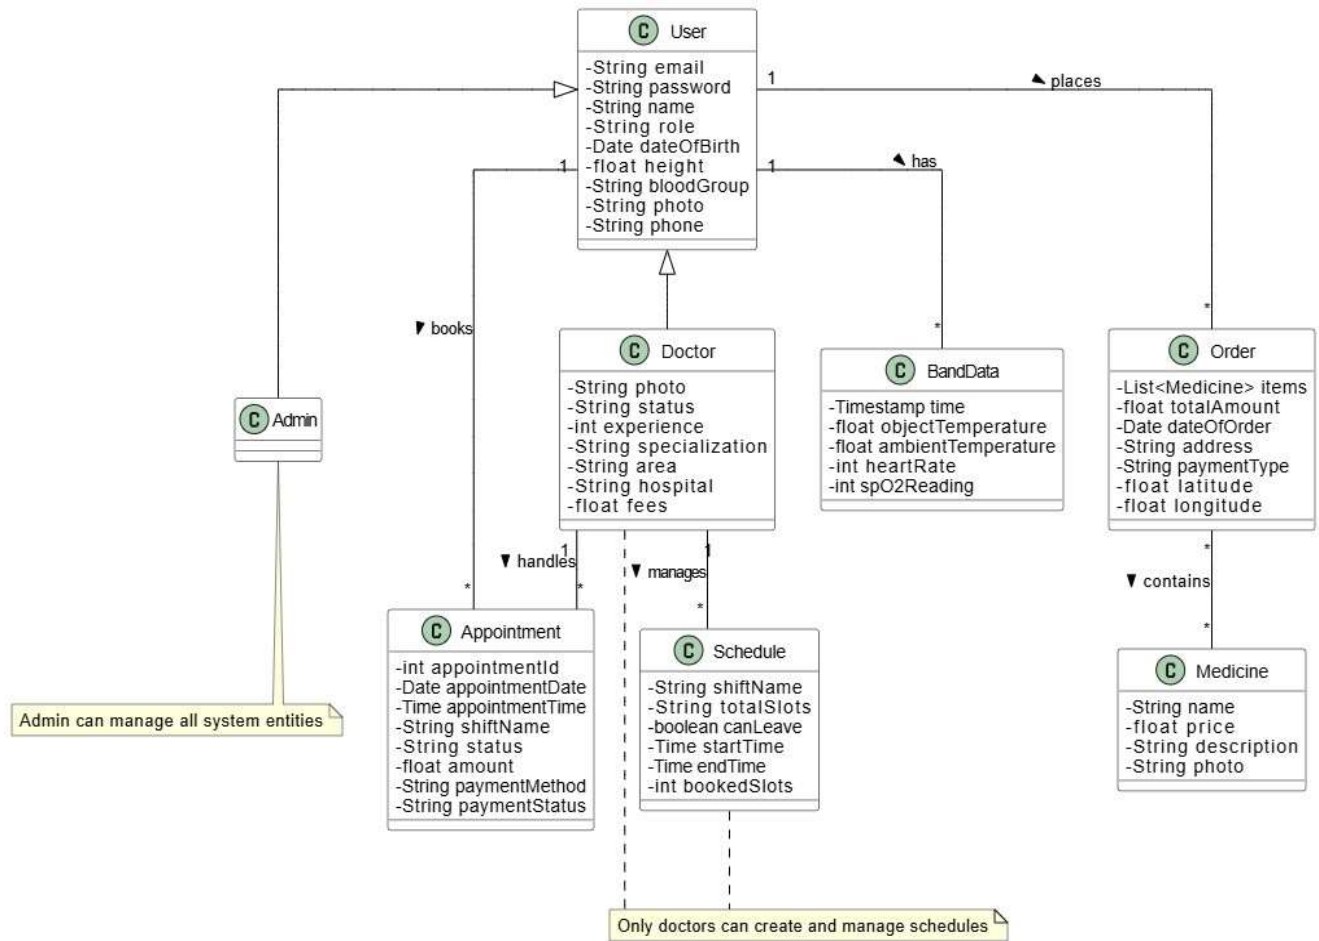 C User
-String email
-String password
-String name
-String role
-Date dateOfBirth
-float height
-String bloodGroup
-String photo
-String phone
1
places
1
has
1
books
*
*
C Admin
C Doctor
-String photo
-String status
-int experience
-String specialization
-String area
-String hospital
-float fees
C BandData
-Timestamp time
-float objectTemperature
-float ambientTemperature
-int heartRate
-int spO2Reading
C Order
-List<Medicine> items
-float totalAmount
-Date dateOfOrder
-String address
-String paymentType
-float latitude
-float longitude
1
handles
*
*
1
manages
*
*
contains
*
C Appointment
-int appointmentId
-Date appointmentDate
-Time appointmentTime
-String shiftName
-String status
-float amount
-String paymentMethod
-String paymentStatus
C Schedule
-String shiftName
-String totalSlots
-boolean canLeave
-Time startTime
-Time endTime
-int bookedSlots
C Medicine
-String name
-float price
-String description
-String photo
Admin can manage all system entities
Only doctors can create and manage schedules